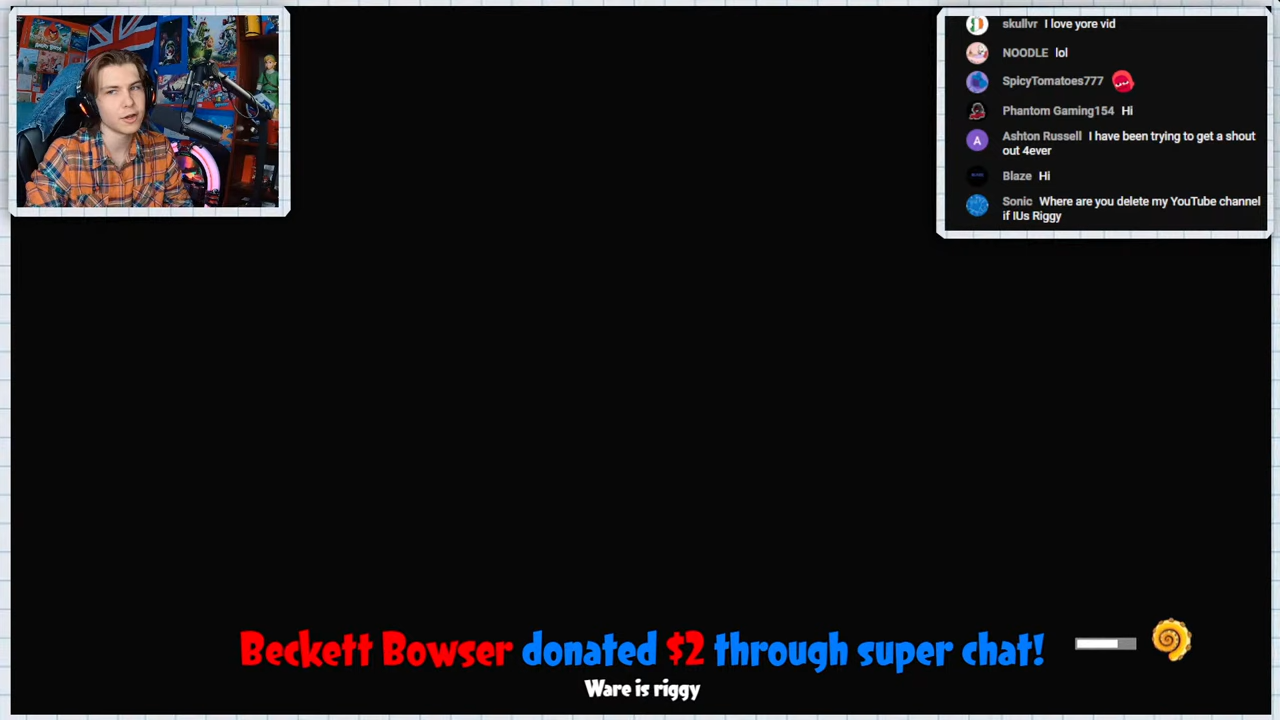 skullvr I love yore vid
NOODLE lol
SpicyTomatoes777
Phantom Gaming154 Hi
Ashton Russell I have been trying to get a shout
out 4ever
Blaze Hi
Sonic Where are you delete my YouTube channel
if IUs Riggy
A
Beckett Bowser donated $2 through super chat!
Ware is riggy